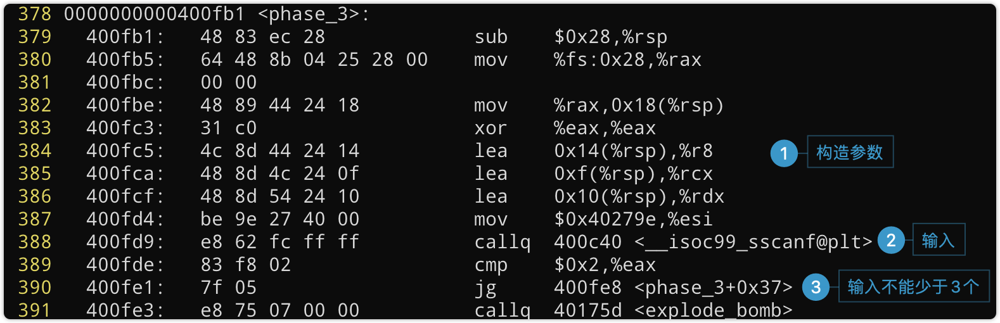 378 0000000000400fb1 <phase_3>:
379 400fb1: 48 83 ec 28 sub $0x28,%rsp
380 400fb5: 64 48 8b 04 25 28 00 mov %fs:0x28,%rax
381 400fbc: 00 00
382 400fbe: 48 89 44 24 18 mov %rax,0x18(%rsp)
383 400fc3: 31 c0 xor %eax,%eax
384 400fc5: 4c 8d 44 24 14 lea 0x14(%rsp),%r8 1 构造参数
385 400fca: 48 8d 4c 24 0f lea 0xf(%rsp),%rcx
386 400fcf: 48 8d 54 24 10 lea 0x10(%rsp),%rdx
387 400fd4: be 9e 27 40 00 mov $0x40279e,%esi
388 400fd9: e8 62 fc ff ff callq 400c40 <__isoc99_sscanf@plt> 2 输入
389 400fde: 83 f8 02 cmp $0x2,%eax
390 400fe1: 7f 05 jg 400fe8 <phase_3+0x37> 3 输入不能少于3个
391 400fe3: e8 75 07 00 00 callq 40175d <explode_bomb>